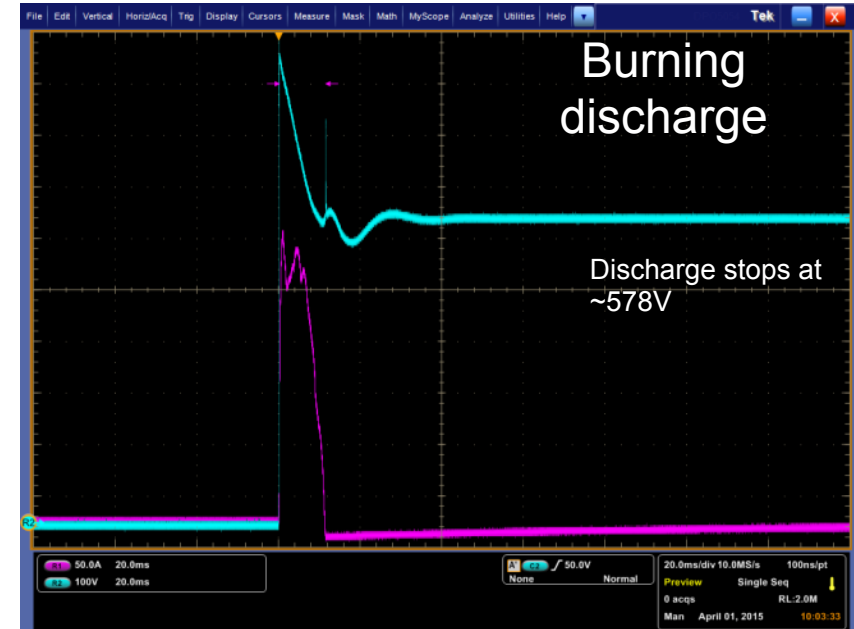 File Edit Vertical Horiz/Acq Trig Display Cursors Measure Mask Math MyScope Analyze Utilities Help Tek X
Burning
discharge
Discharge stops at
~578V
R2
R1 50.0A 20.0ms
R2 100V 20.0ms
A' C2 50.0V
None Normal
20.0ms/div 10.0MS/s 100ns/pt
Preview Single Seq
0 acqs RL:2.0M
Man April 01, 2015 10:03:33